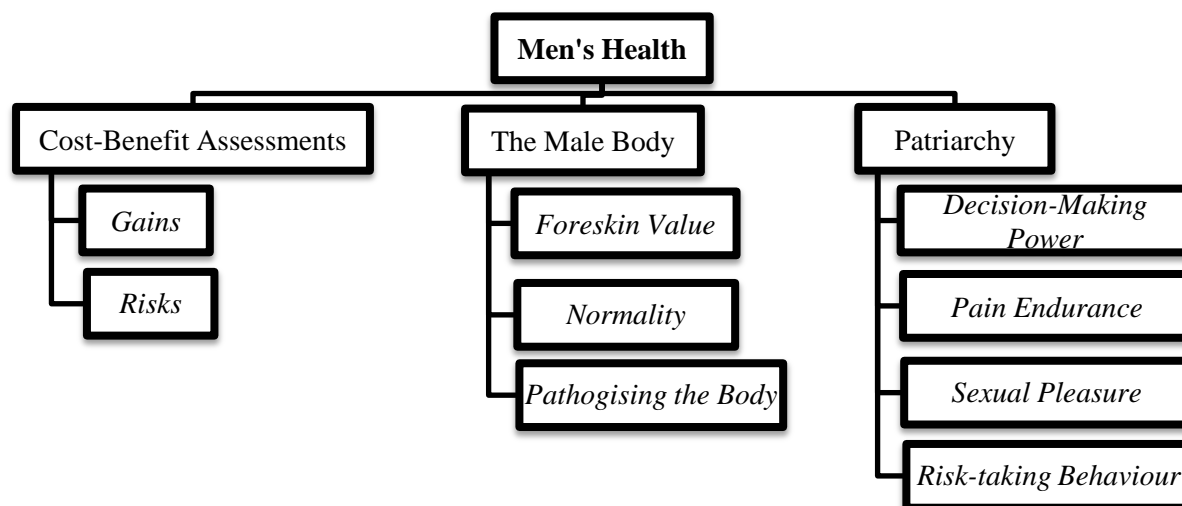 Men's Health
Cost-Benefit Assessments
Gains
Risks
The Male Body
Foreskin Value
Normality
Pathogising the Body
Patriarchy
Decision-Making
Power
Pain Endurance
Sexual Pleasure
Risk-taking Behaviour